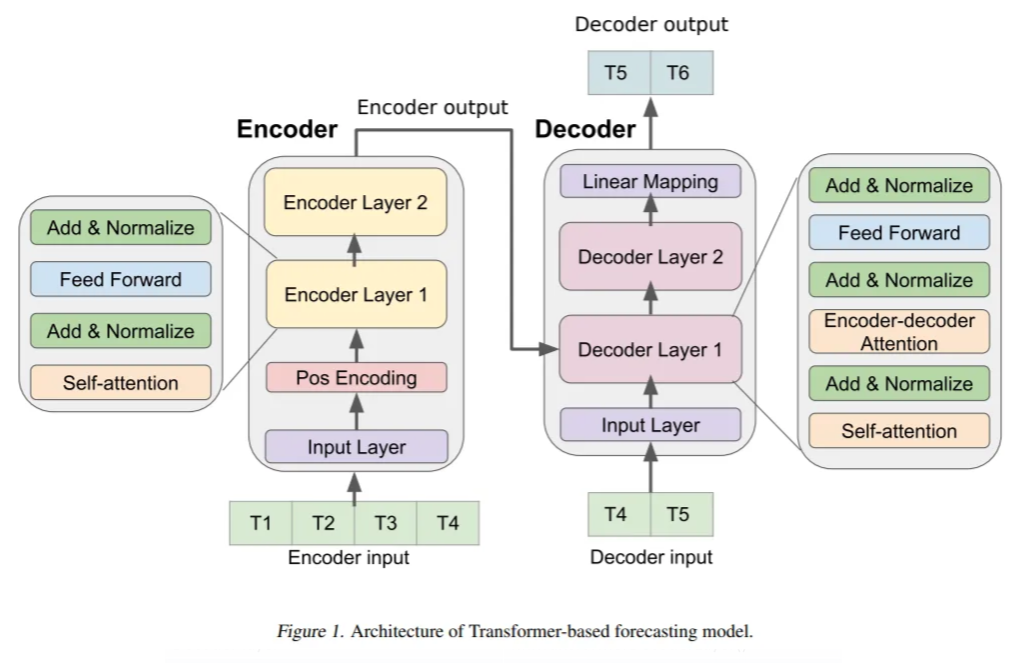 Decoder output
T5 T6
Encoder output
Encoder
Decoder
Add & Normalize
Feed Forward
Add & Normalize
Self-attention
Encoder Layer 2
Encoder Layer 1
Pos Encoding
Input Layer
T1 T2 T3 T4
Encoder input
Linear Mapping
Decoder Layer 2
Decoder Layer 1
Input Layer
T4 T5
Decoder input
Add & Normalize
Feed Forward
Add & Normalize
Encoder-decoder
Attention
Add & Normalize
Self-attention
Figure 1. Architecture of Transformer-based forecasting model.